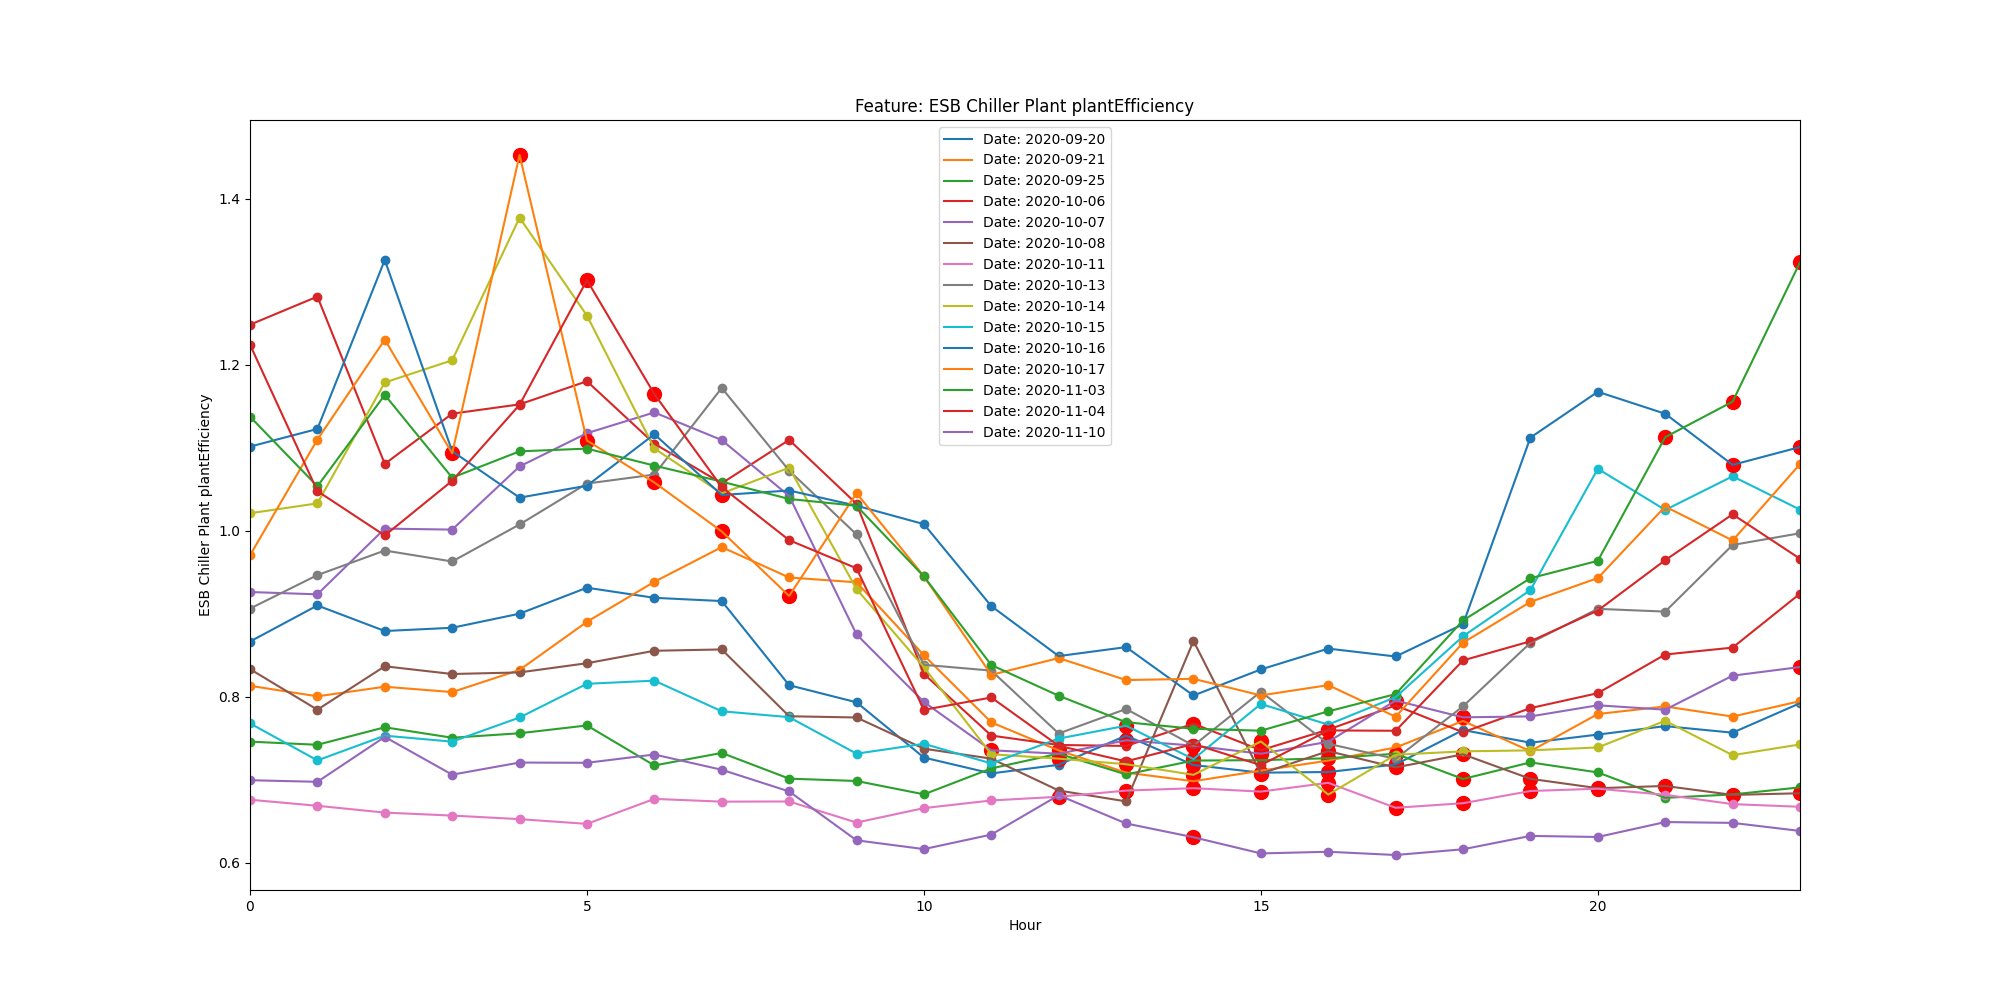 Feature: ESB Chiller Plant plantEfficiency
Date: 2020-09-20
Date: 2020-09-21
Date: 2020-09-25
Date: 2020-10-06
Date: 2020-10-07
Date: 2020-10-08
Date: 2020-10-11
Date: 2020-10-13
Date: 2020-10-14
Date: 2020-10-15
Date: 2020-10-16
Date: 2020-10-17
Date: 2020-11-03
Date: 2020-11-04
Date: 2020-11-10
ESB Chiller Plant plantEfficiency
1.4
1.2
1.0
0.8
0.6
0 5 10 15 20
Hour